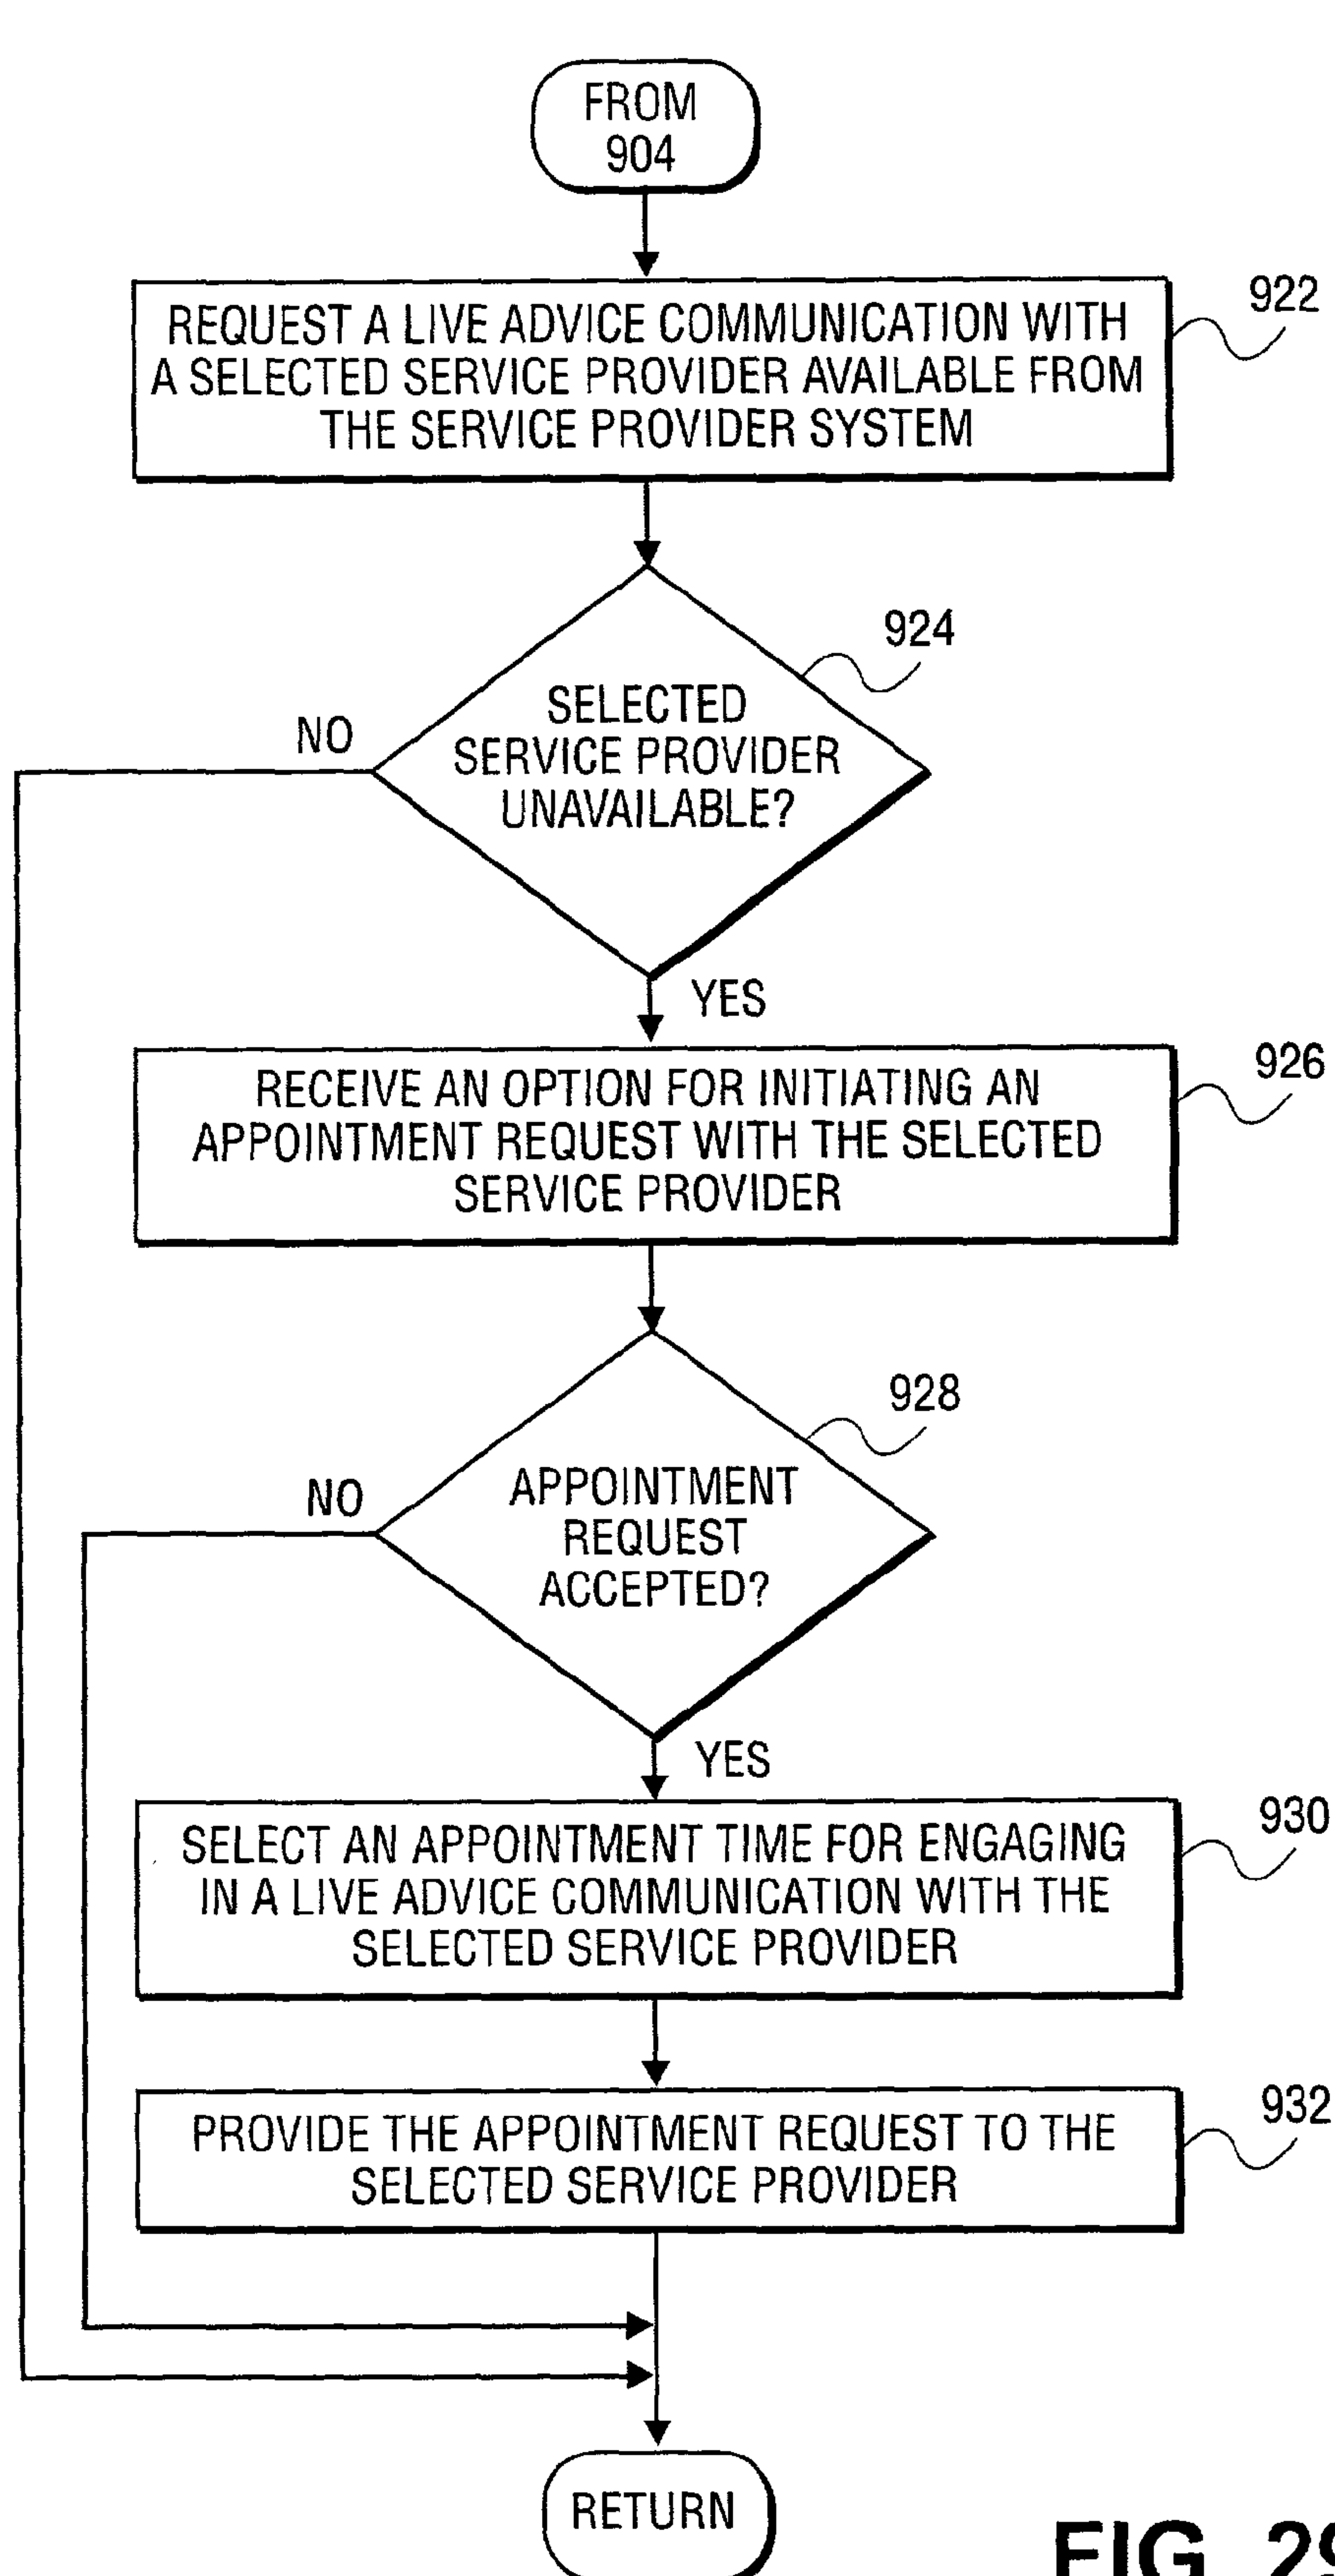 FROM
904
922
REQUEST A LIVE ADVICE COMMUNICATION WITH
A SELECTED SERVICE PROVIDER AVAILABLE FROM
THE SERVICE PROVIDER SYSTEM
924
SELECTED
SERVICE PROVIDER
UNAVAILABLE?
NO
YES
926
RECEIVE AN OPTION FOR INITIATING AN
APPOINTMENT REQUEST WITH THE SELECTED
SERVICE PROVIDER
928
APPOINTMENT
REQUEST
ACCEPTED?
NO
YES
930
SELECT AN APPOINTMENT TIME FOR ENGAGING
IN A LIVE ADVICE COMMUNICATION WITH THE
SELECTED SERVICE PROVIDER
932
PROVIDE THE APPOINTMENT REQUEST TO THE
SELECTED SERVICE PROVIDER
RETURN
FIG. 29